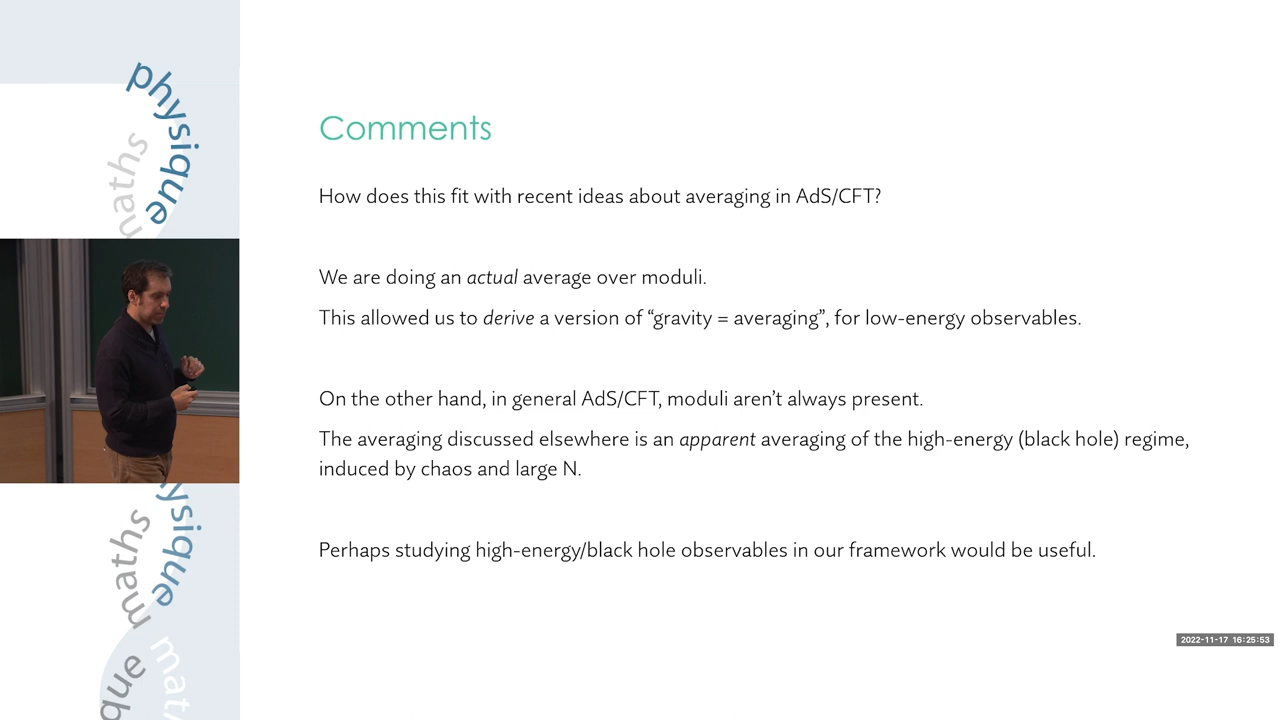 physique
maths
Comments
How does this fit with recent ideas about averaging in AdS/CFT?
We are doing an actual average over moduli.
This allowed us to derive a version of “gravity = averaging”, for low-energy observables.
On the other hand, in general AdS/CFT, moduli aren’t always present.
The averaging discussed elsewhere is an apparent averaging of the high-energy (black hole) regime,
induced by chaos and large N.
Perhaps studying high-energy/black hole observables in our framework would be useful.
maths
2022-11-17 16:25:53